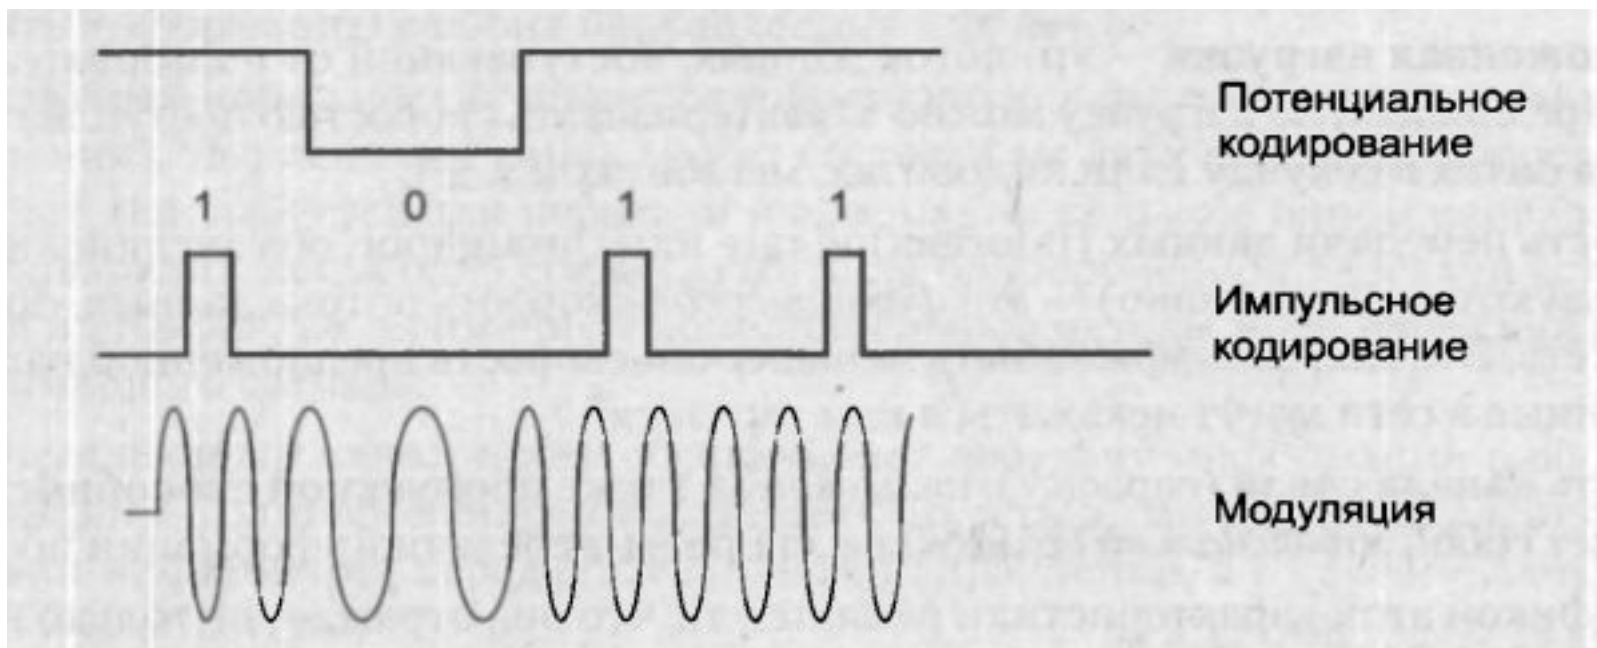 Потенциальное
кодирование
1 0 1 1
Импульсное
кодирование
Модуляция